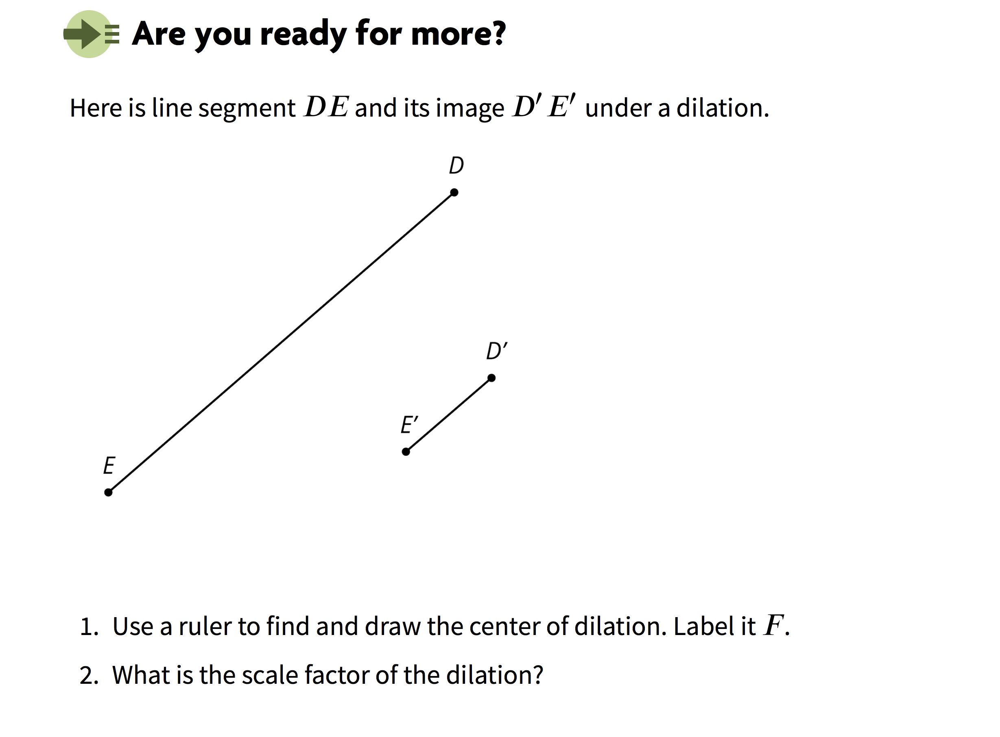 Are you ready for more?
Here is line segment DE and its image D′E′ under a dilation.
D
D′
E′
E
1. Use a ruler to find and draw the center of dilation. Label it F.
2. What is the scale factor of the dilation?